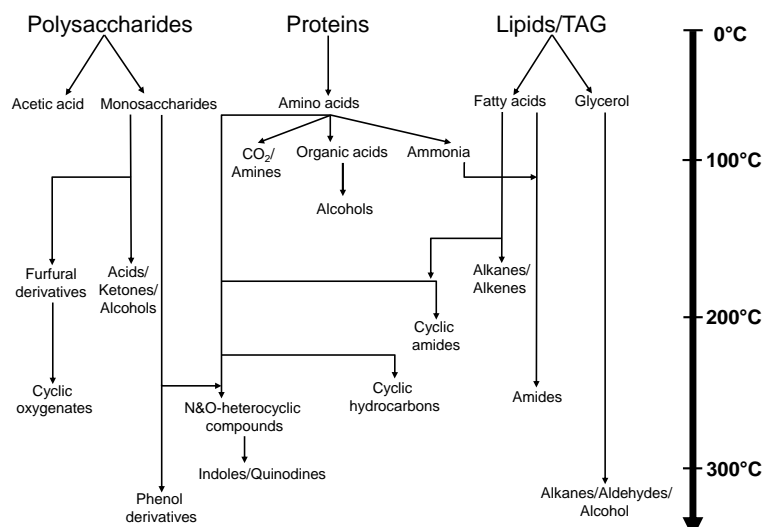 Polysaccharides
Proteins
Lipids/TAG
0°C
Acetic acid
Monosaccharides
Amino acids
Fatty acids
Glycerol
CO₂/
Amines
Organic acids
Ammonia
100°C
Alcohols
Furfural
derivatives
Acids/
Ketones/
Alcohols
Alkanes/
Alkenes
Cyclic
amides
200°C
Cyclic
oxygenates
N&O-heterocyclic
compounds
Cyclic
hydrocarbons
Amides
Indoles/Quinodines
300°C
Phenol
derivatives
Alkanes/Aldehydes/
Alcohol